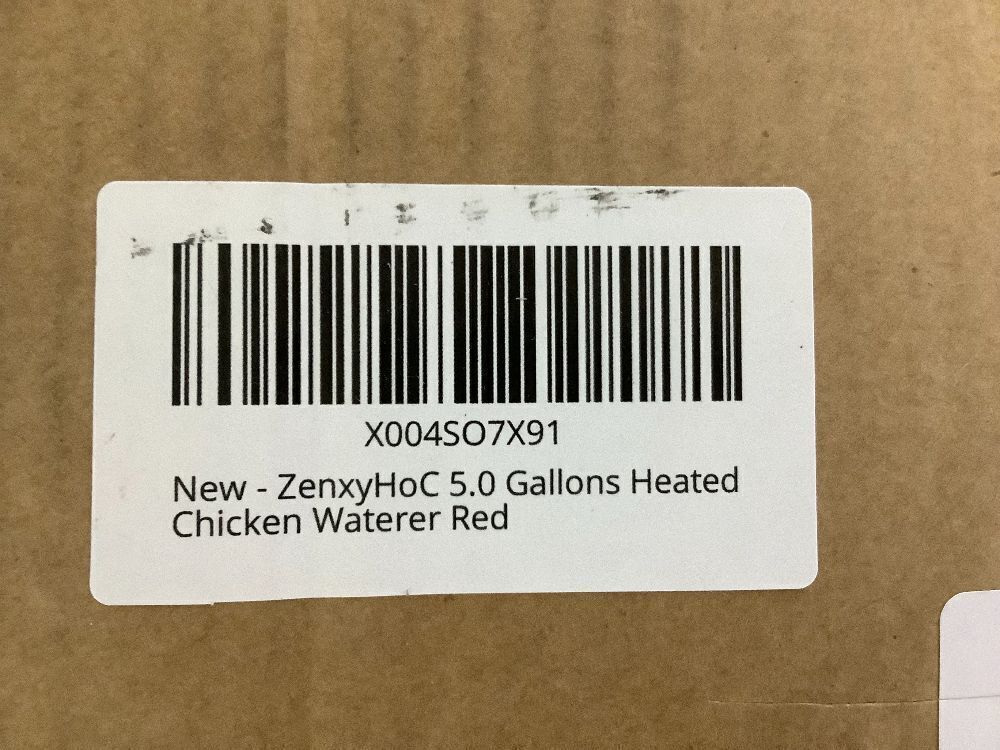 X004SO7X91
New - ZenxyHoC 5.0 Gallons Heated
Chicken Waterer Red